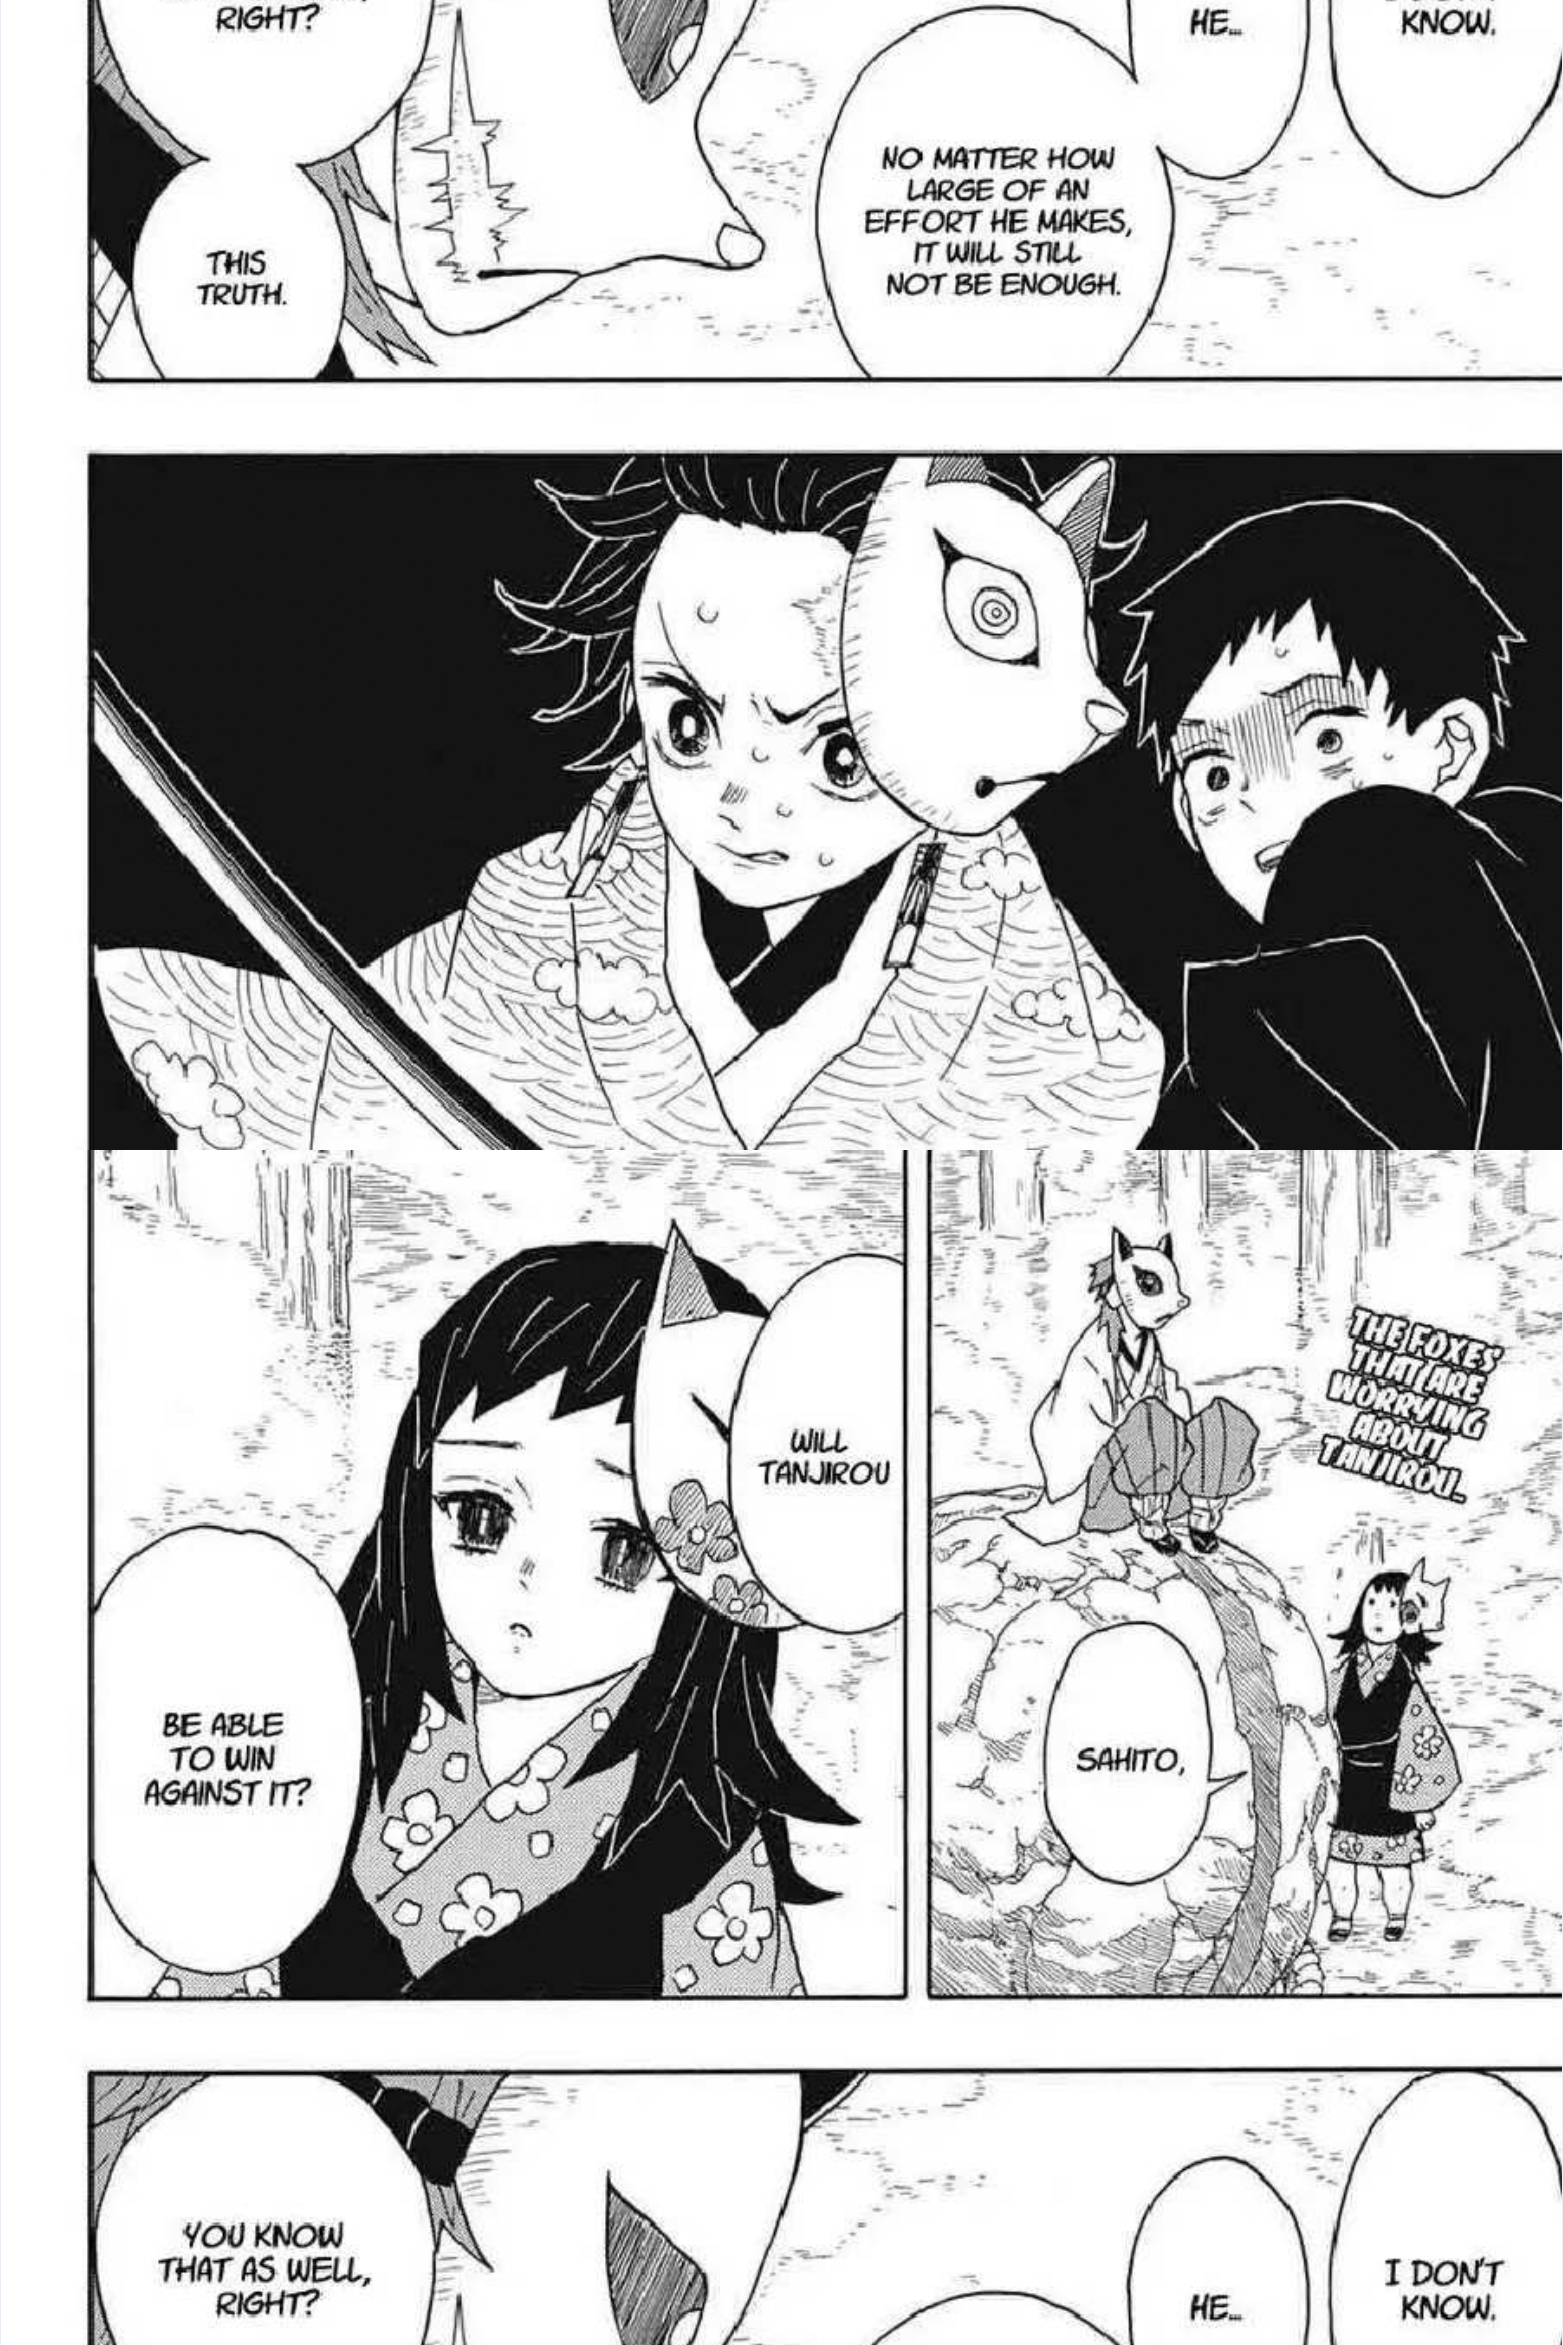 KNOW.
HE...
NO MATTER HOW
LARGE OF AN
EFFORT HE MAKES,
IT WILL STILL
NOT BE ENOUGH.
RIGHT?
THIS
TRUTH.
THE FOXES
THAT ARE
WORRYING
ABOUT
TANJIROU...
SAHITO,
WILL
TANJIROU
BE ABLE
TO WIN
AGAINST IT?
I DON'T
KNOW.
HE...
YOU KNOW
THAT AS WELL,
RIGHT?